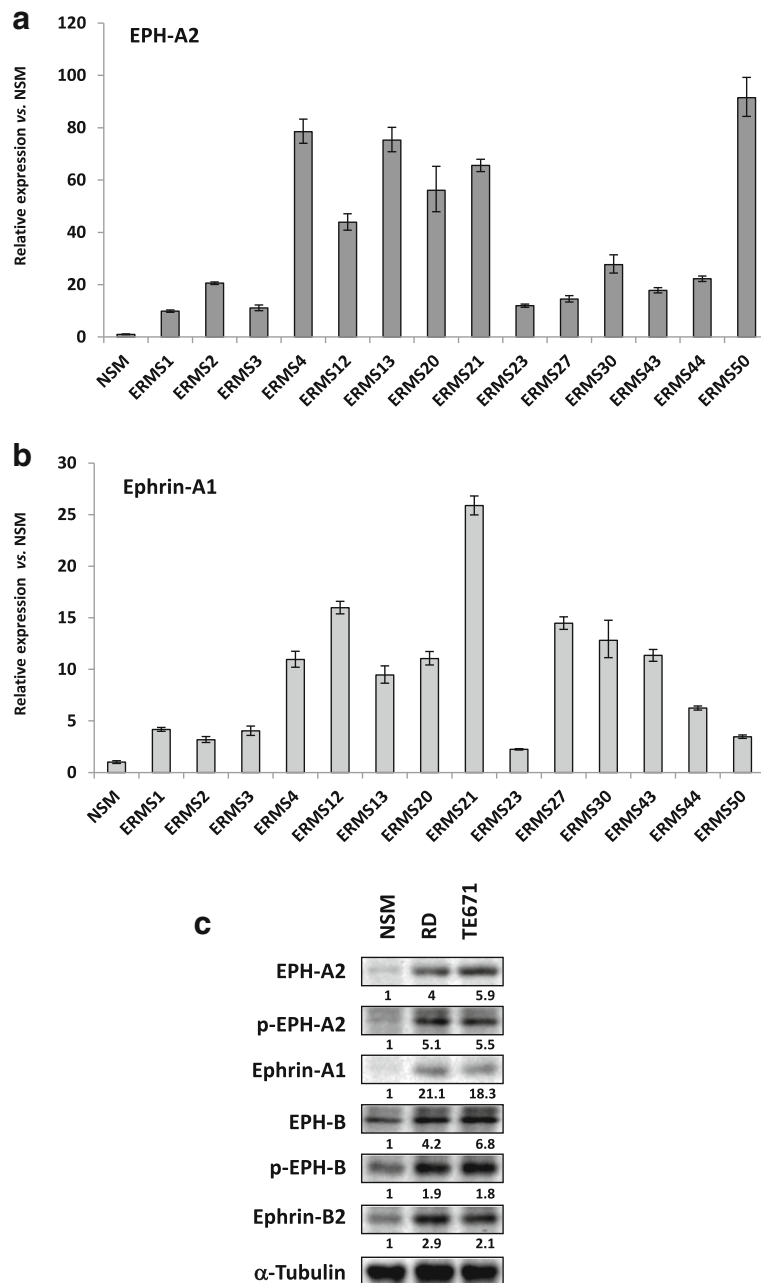 a
EPH-A2
Relative expression vs. NSM
120
100
80
60
40
20
0
NSM ERMS1 ERMS2 ERMS3 ERMS4 ERMS12 ERMS13 ERMS20 ERMS21 ERMS23 ERMS27 ERMS30 ERMS43 ERMS44 ERMS50
b
Ephrin-A1
Relative expression vs. NSM
30
25
20
15
10
5
0
NSM ERMS1 ERMS2 ERMS3 ERMS4 ERMS12 ERMS13 ERMS20 ERMS21 ERMS23 ERMS27 ERMS30 ERMS43 ERMS44 ERMS50
c
NSM RD TE671
EPH-A2
1 4 5.9
p-EPH-A2
1 5.1 5.5
Ephrin-A1
1 21.1 18.3
EPH-B
1 4.2 6.8
p-EPH-B
1 1.9 1.8
Ephrin-B2
1 2.9 2.1
α-Tubulin